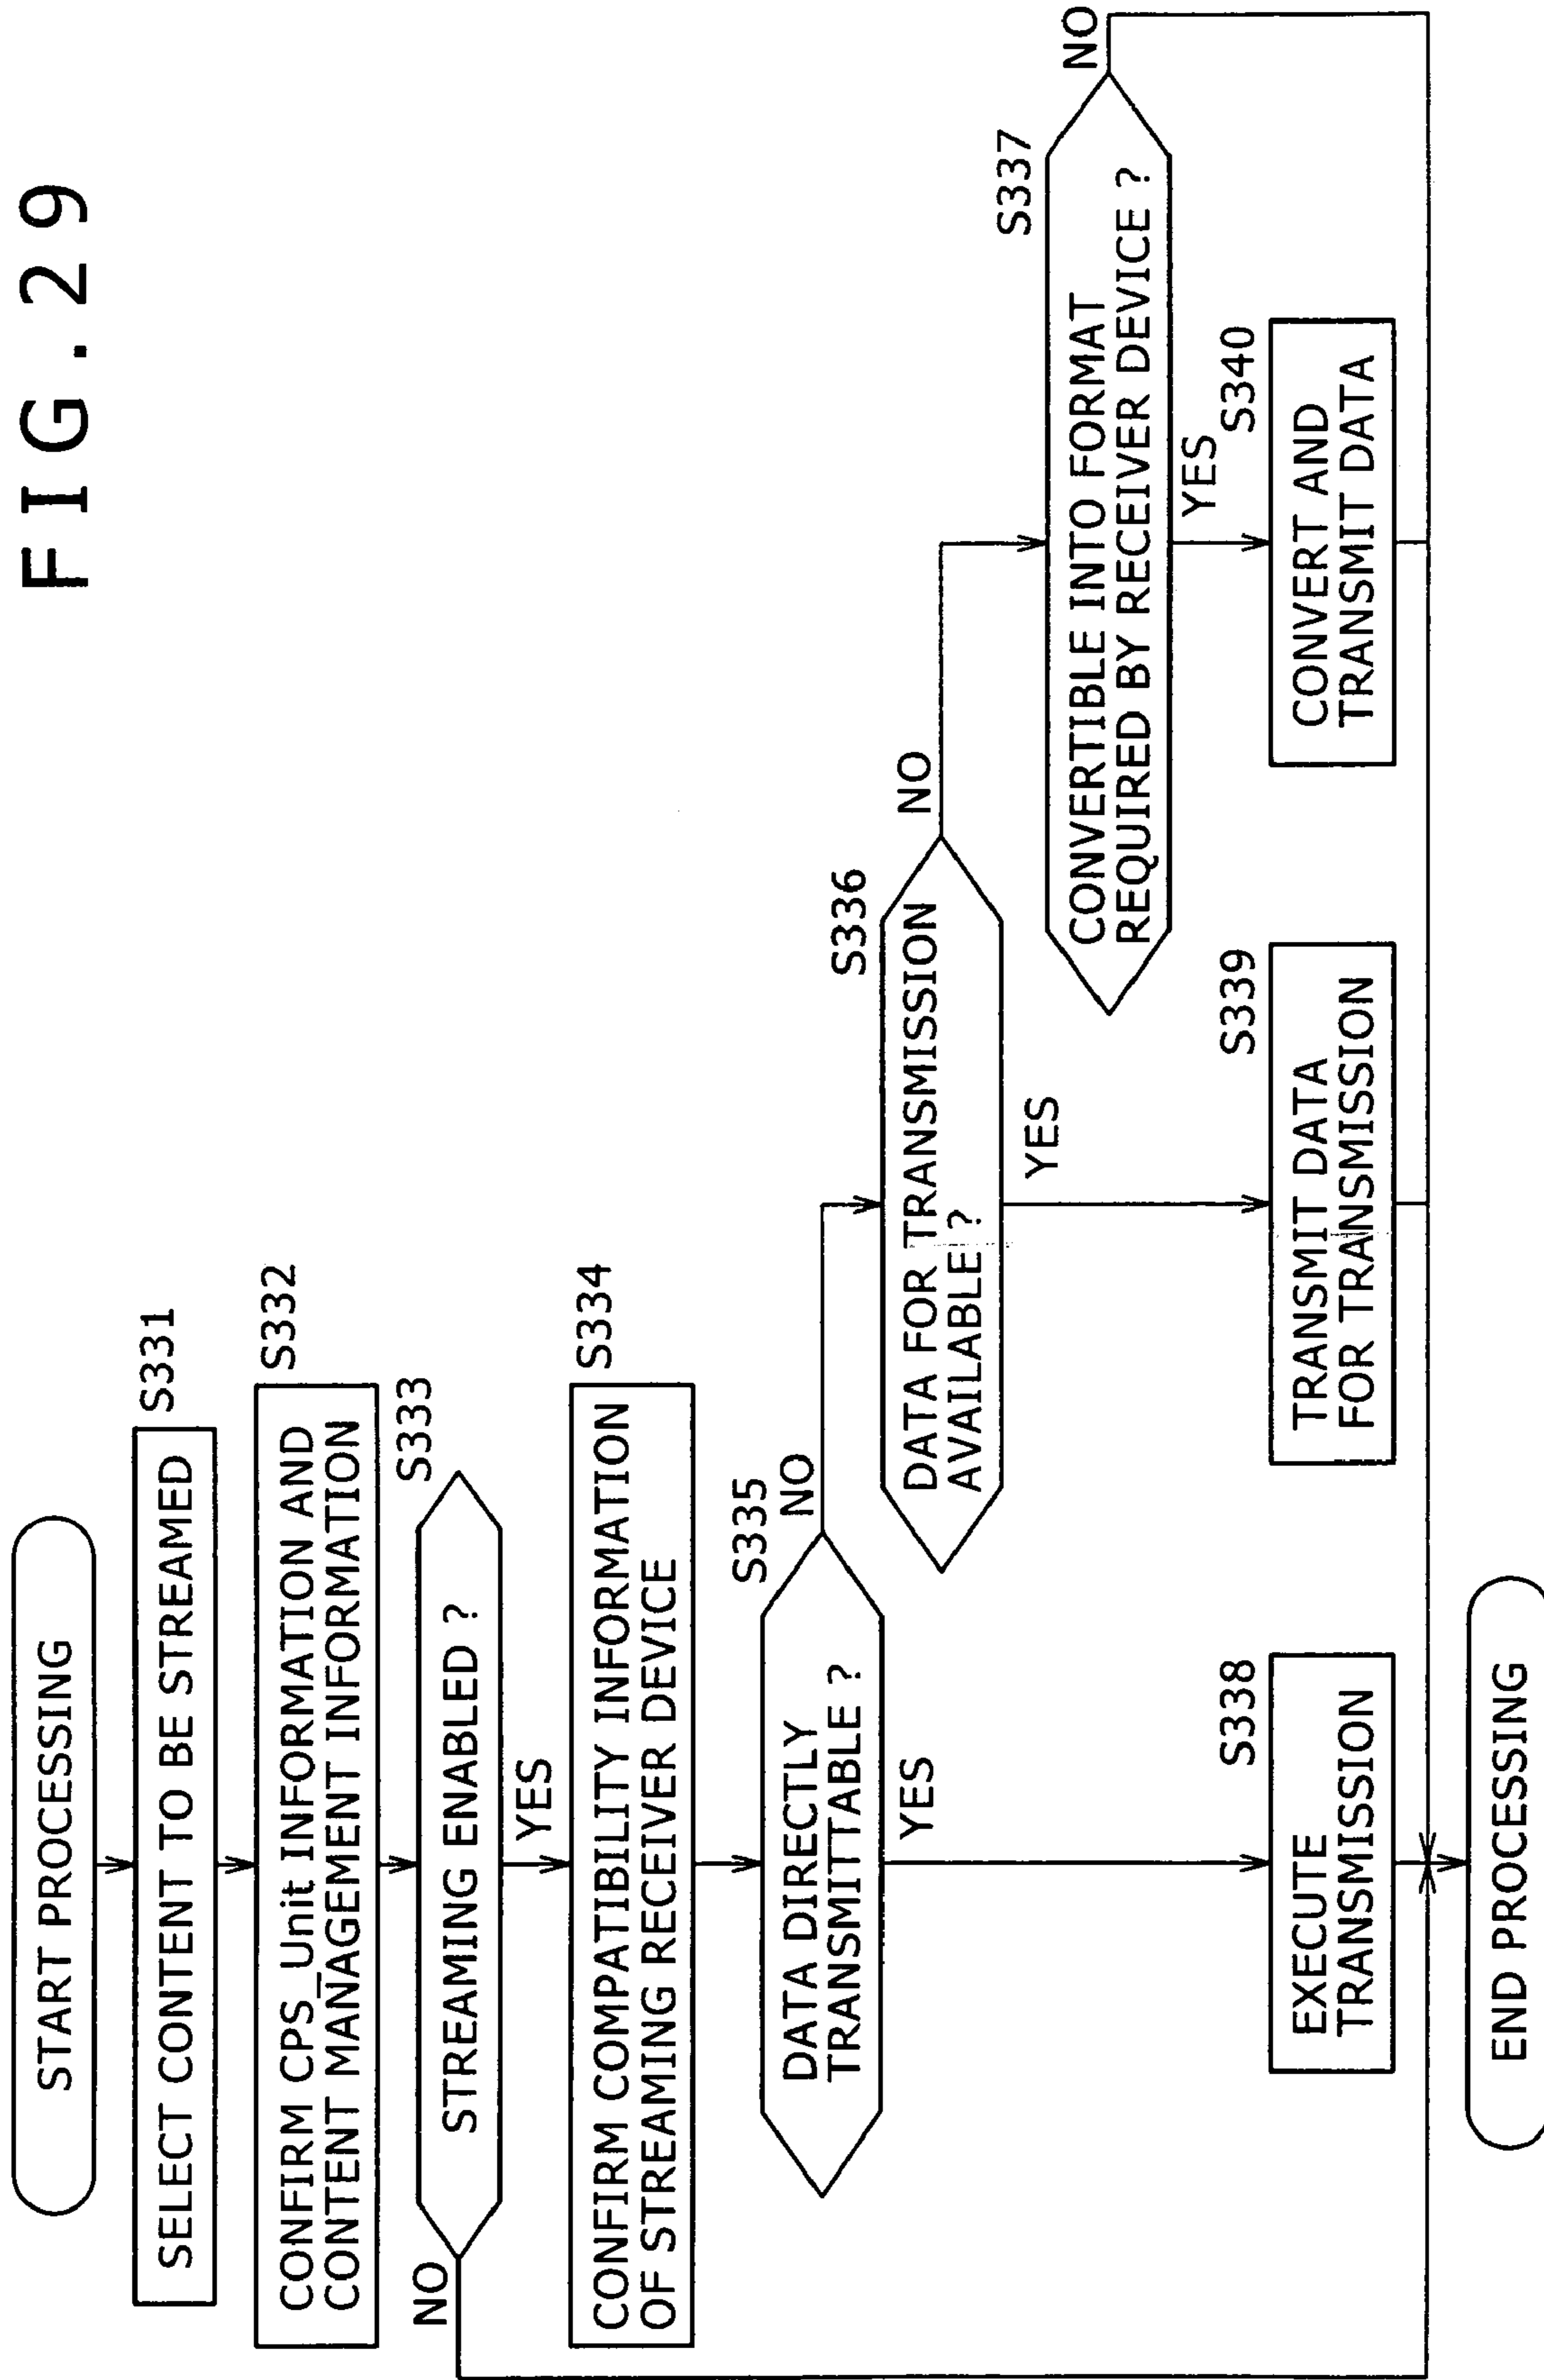 FIG.29
START PROCESSING
S331
SELECT CONTENT TO BE STREAMED
S332
CONFIRM CPS_Unit INFORMATION AND
CONTENT MANAGEMENT INFORMATION
S333
STREAMING ENABLED ?
NO
YES
S334
CONFIRM COMPATIBILITY INFORMATION
OF STREAMING RECEIVER DEVICE
S335
DATA DIRECTLY
TRANSMITTABLE ?
NO
YES
S336
DATA FOR TRANSMISSION
AVAILABLE ?
NO
YES
S337
CONVERTIBLE INTO FORMAT
REQUIRED BY RECEIVER DEVICE ?
NO
YES
S338
EXECUTE
TRANSMISSION
S339
TRANSMIT DATA
FOR TRANSMISSION
S340
CONVERT AND
TRANSMIT DATA
END PROCESSING